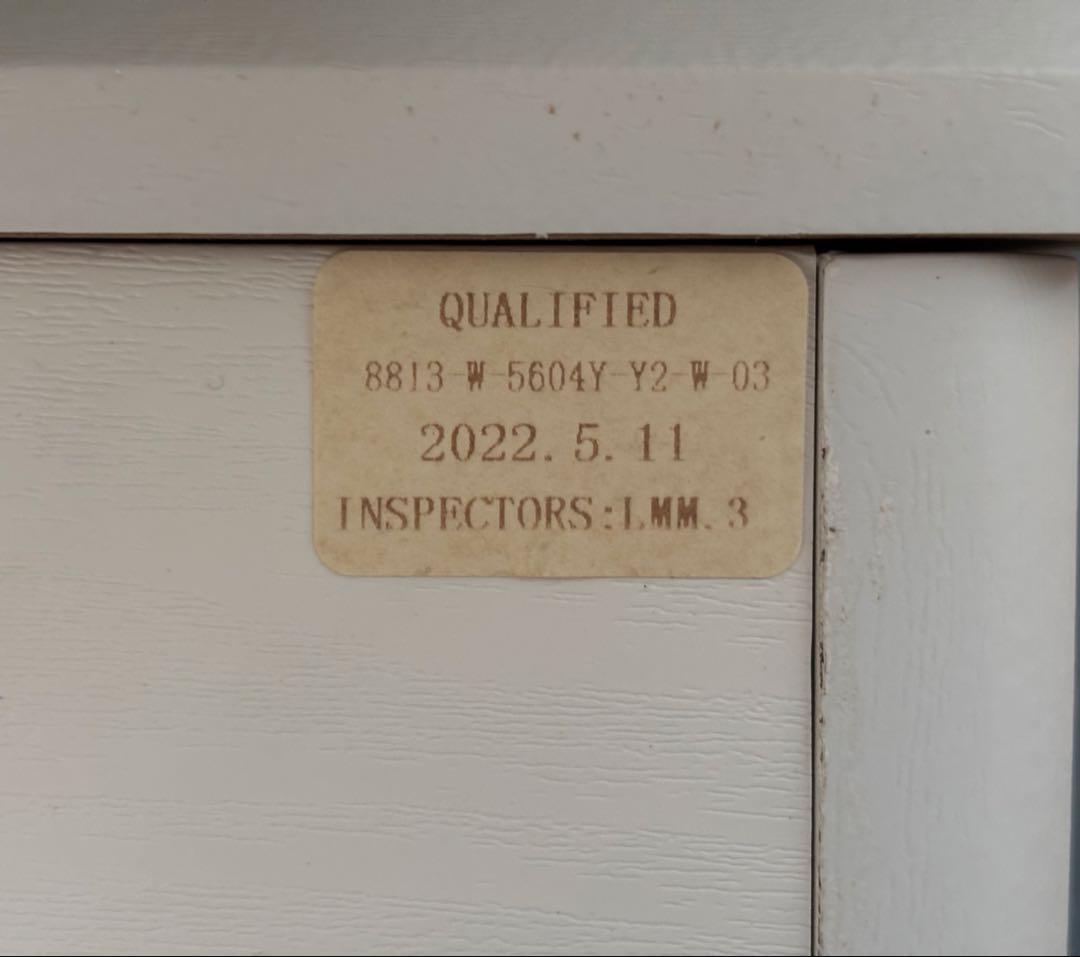 QUALIFIED
8813-W-5604Y-Y2-W-03
2022. 5. 11
INSPECTORS:LMM. 3